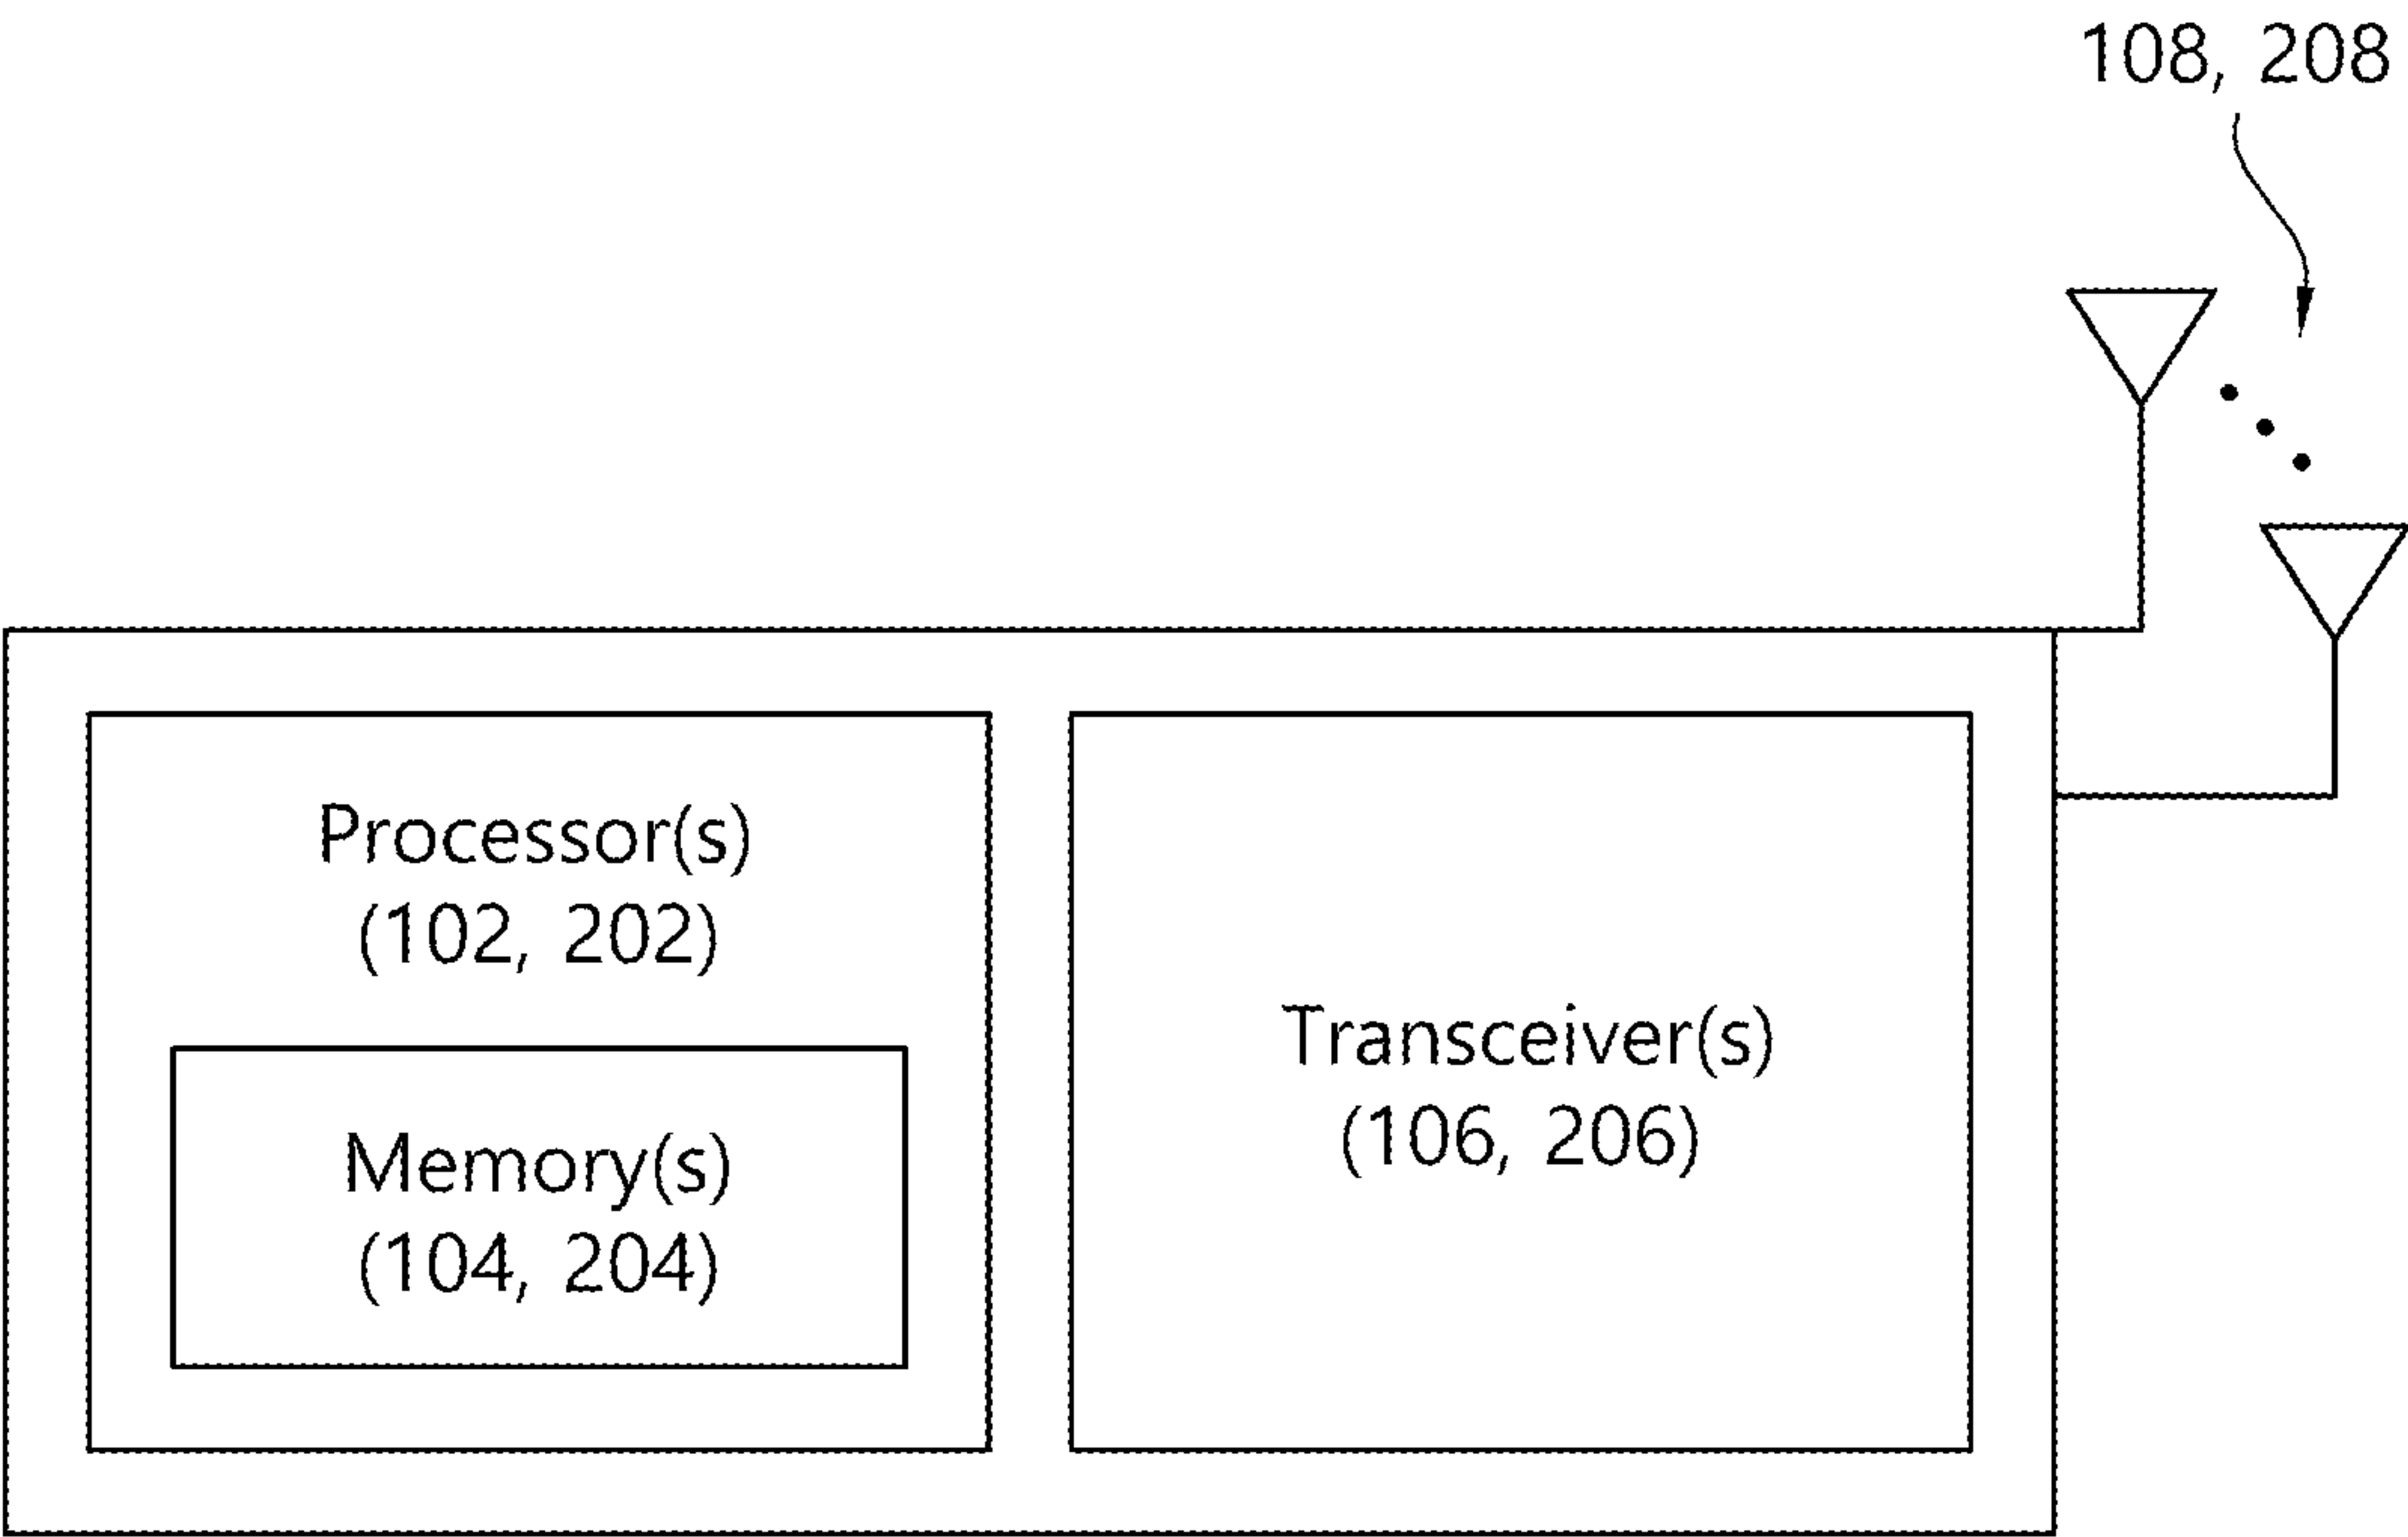 108, 208
Processor(s)
(102, 202)
Memory(s)
(104, 204)
Transceiver(s)
(106, 206)